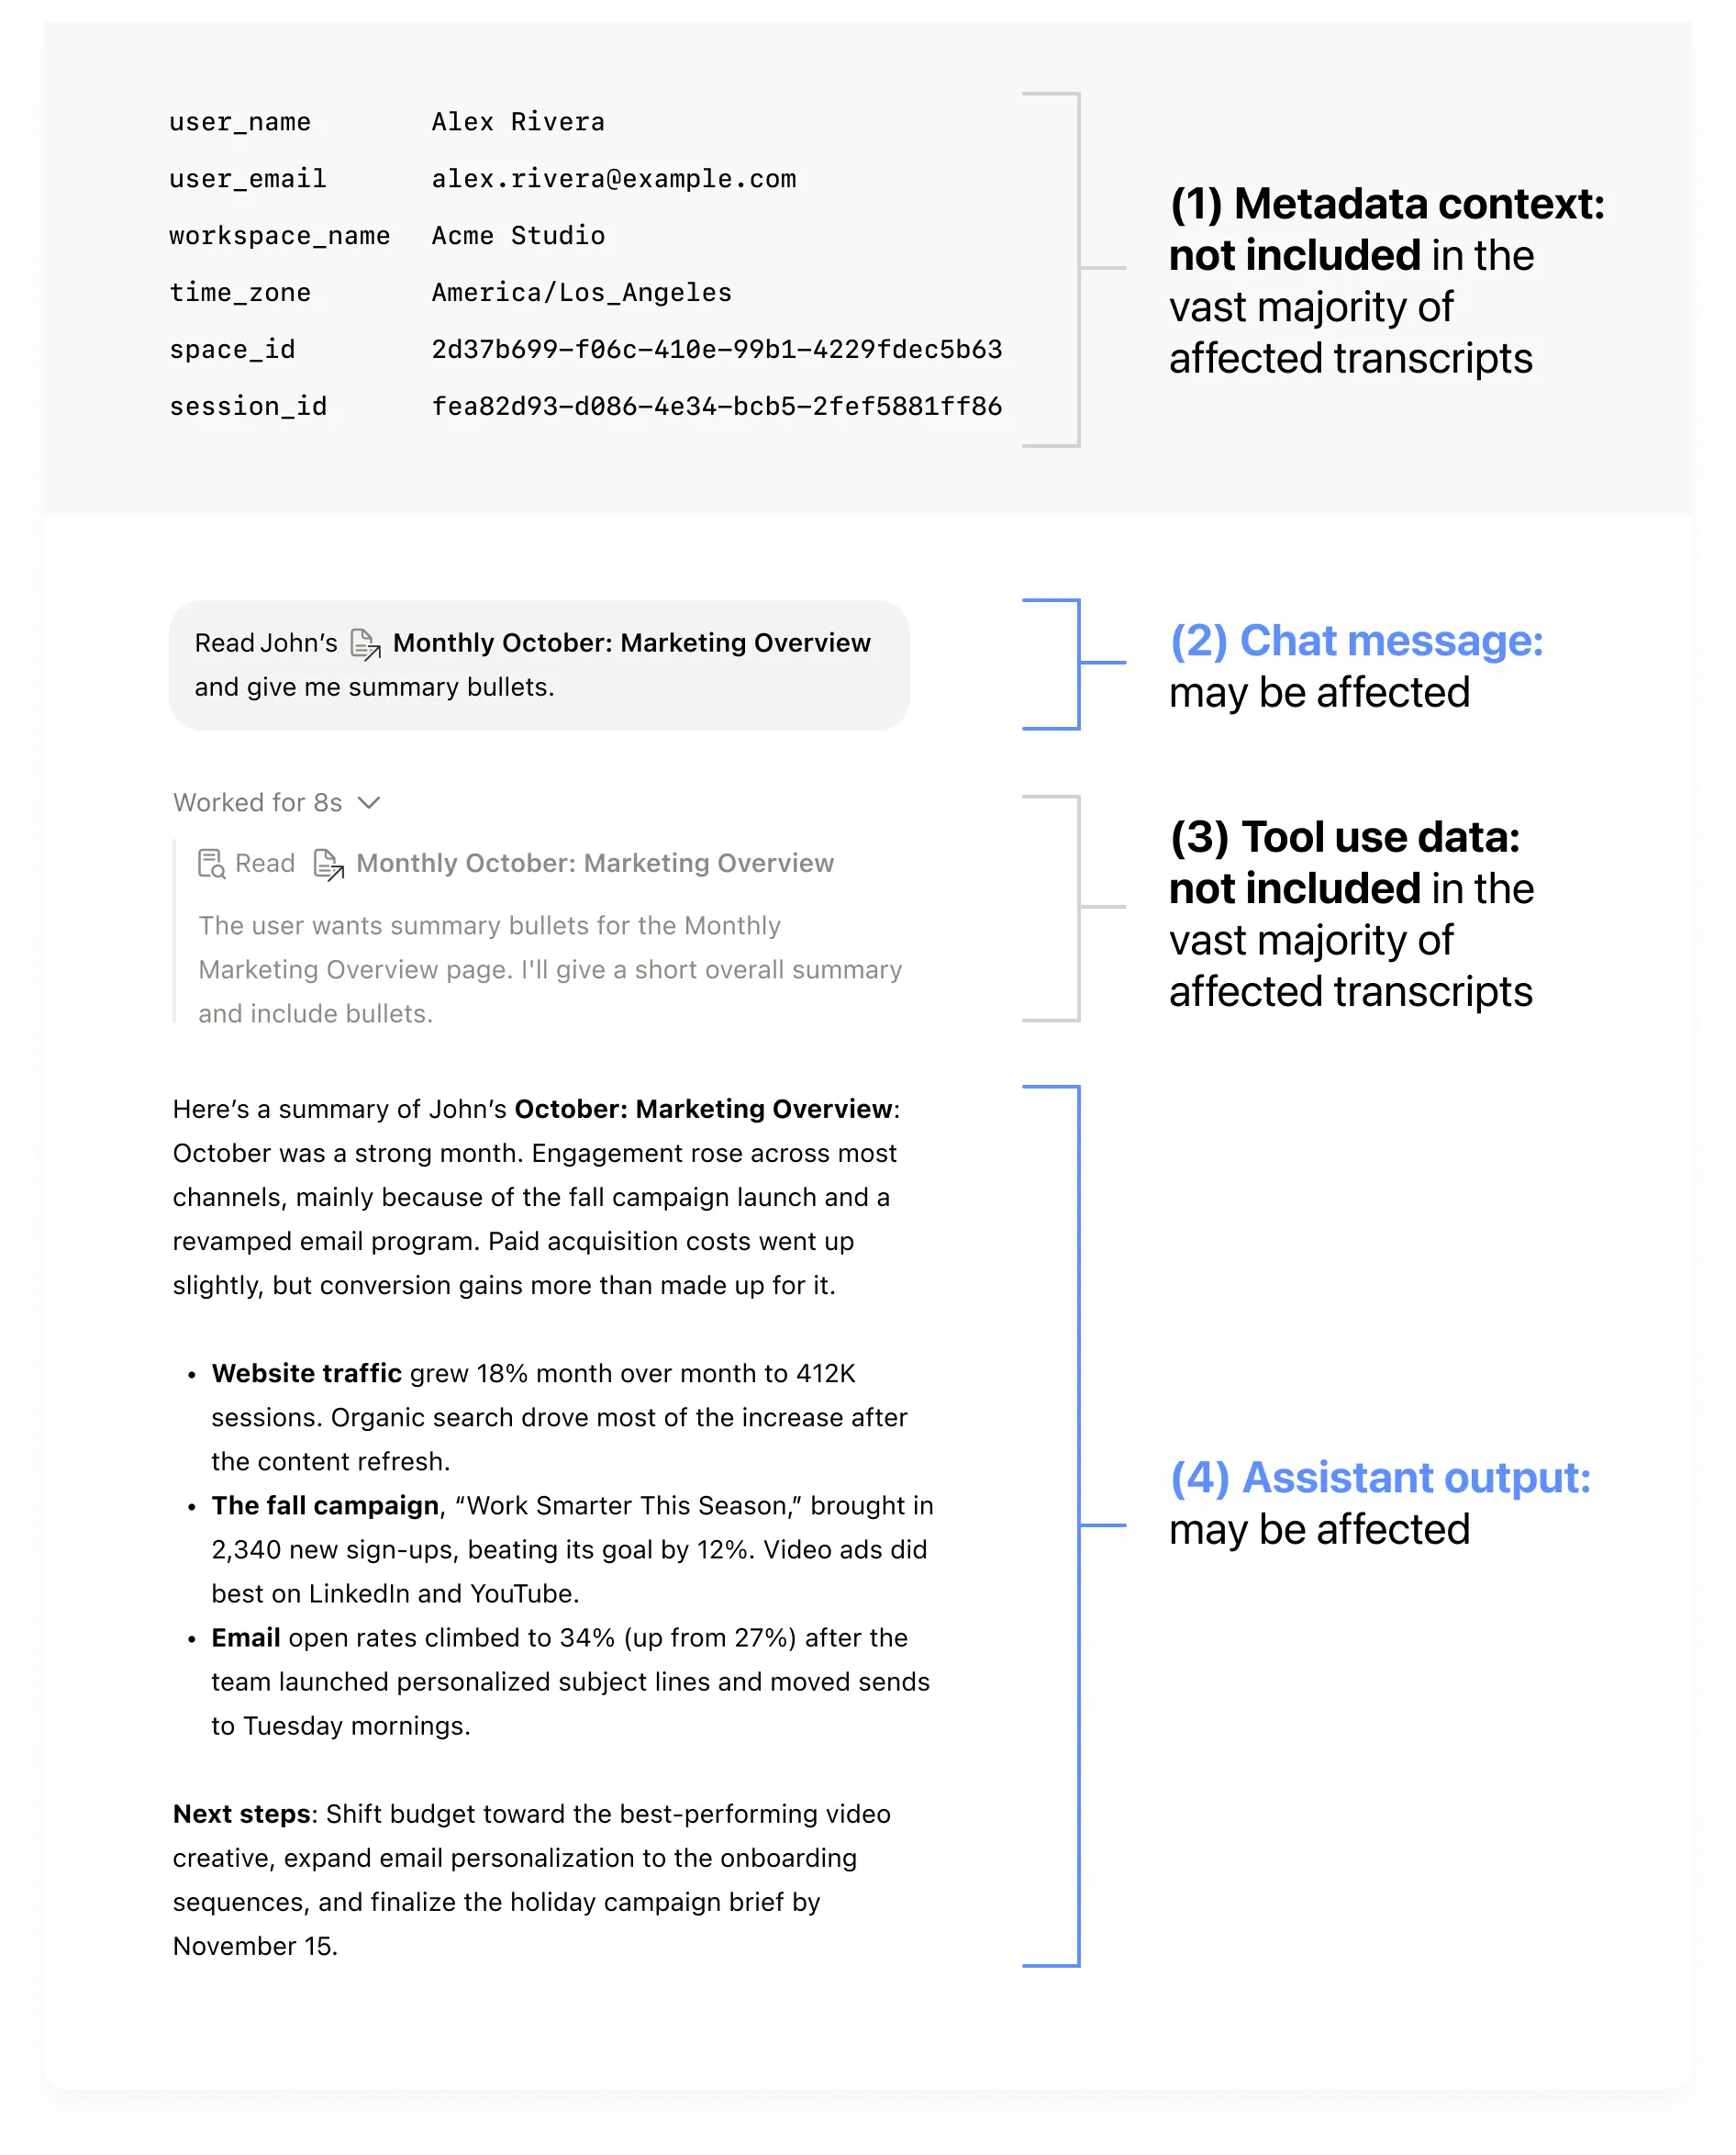 user_name Alex Rivera
user_email alex.rivera@example.com
workspace_name Acme Studio
time_zone America/Los_Angeles
space_id 2d37b699-f06c-410e-99b1-4229fdec5b63
session_id fea82d93-d086-4e34-bcb5-2fef5881ff86
(1) Metadata context:
not included in the
vast majority of
affected transcripts
Read John’s Monthly October: Marketing Overview
and give me summary bullets.
(2) Chat message:
may be affected
Worked for 8s
Read Monthly October: Marketing Overview
The user wants summary bullets for the Monthly
Marketing Overview page. I'll give a short overall summary
and include bullets.
(3) Tool use data:
not included in the
vast majority of
affected transcripts
Here’s a summary of John’s October: Marketing Overview:
October was a strong month. Engagement rose across most
channels, mainly because of the fall campaign launch and a
revamped email program. Paid acquisition costs went up
slightly, but conversion gains more than made up for it.
• Website traffic grew 18% month over month to 412K
sessions. Organic search drove most of the increase after
the content refresh.
• The fall campaign, “Work Smarter This Season,” brought in
2,340 new sign-ups, beating its goal by 12%. Video ads did
best on LinkedIn and YouTube.
• Email open rates climbed to 34% (up from 27%) after the
team launched personalized subject lines and moved sends
to Tuesday mornings.
Next steps: Shift budget toward the best-performing video
creative, expand email personalization to the onboarding
sequences, and finalize the holiday campaign brief by
November 15.
(4) Assistant output:
may be affected